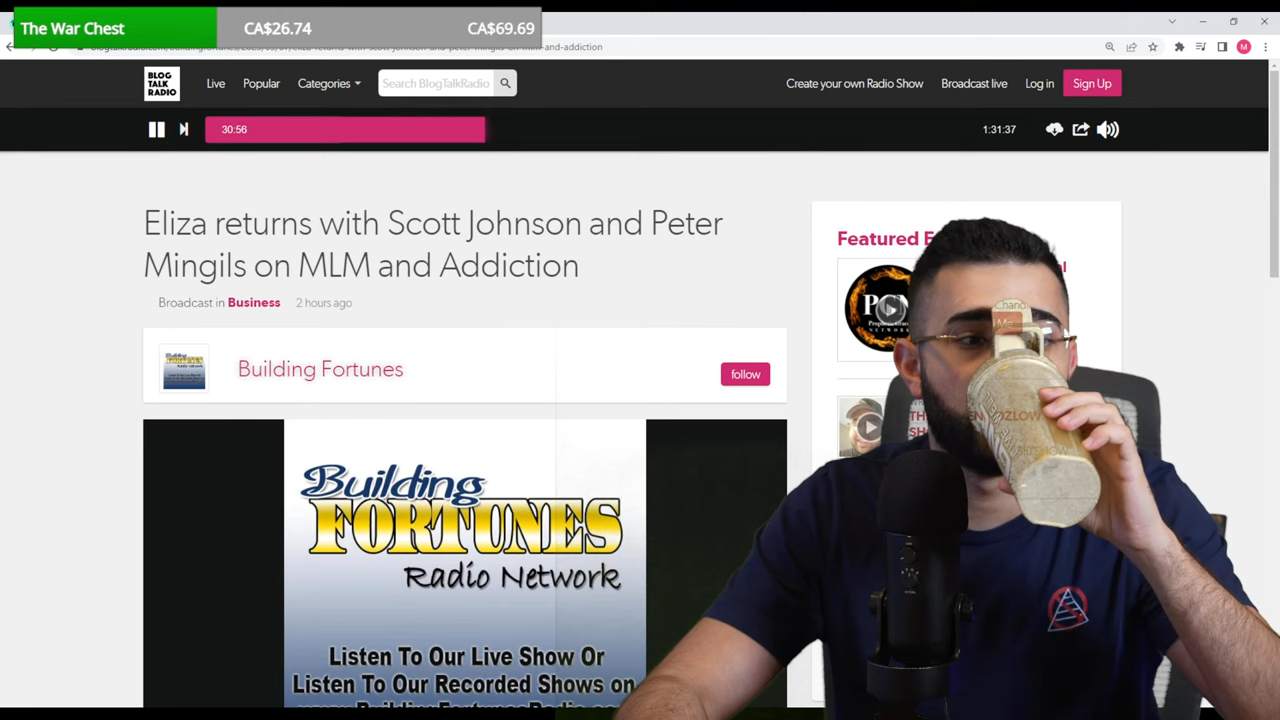 The War Chest CA$26.74 CA$69.69
BLOG TALK RADIO Live Popular Categories Search BlogTalkRadio Create your own Radio Show Broadcast live Log in Sign Up
30:56 1:31:37
Eliza returns with Scott Johnson and Peter
Mingils on MLM and Addiction
Broadcast in Business 2 hours ago
Featured E
Building Fortunes follow
Building
FORTUNES
Radio Network
Listen To Our Live Show Or
Listen To Our Recorded Shows on